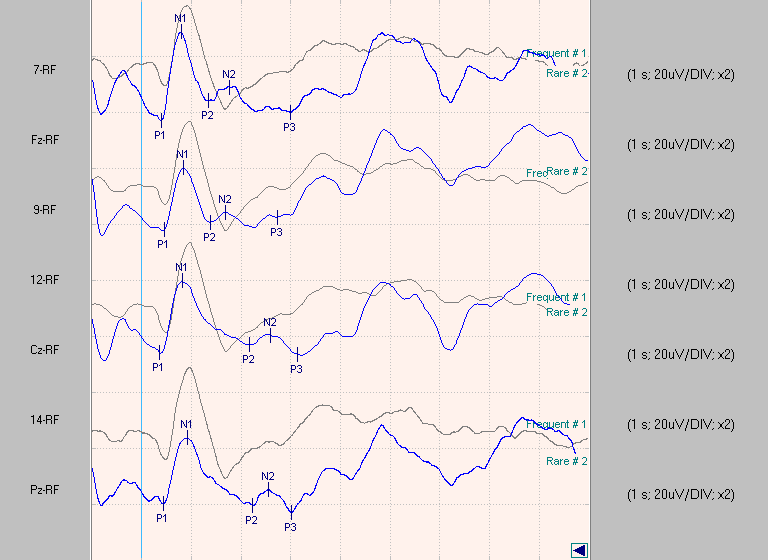 N1
7-RF
Frequent # 1
Rare # 2
(1 s; 20uV/DIV; x2)
N2
P2
P1
P3
Fz-RF
(1 s; 20uV/DIV; x2)
N1
Rare # 2
N2
9-RF
(1 s; 20uV/DIV; x2)
P1
P2
P3
N1
12-RF
(1 s; 20uV/DIV; x2)
Frequent # 1
Rare # 2
N2
Cz-RF
(1 s; 20uV/DIV; x2)
P1
P2
P3
14-RF
N1
Frequent # 1
(1 s; 20uV/DIV; x2)
Rare # 2
N2
Pz-RF
(1 s; 20uV/DIV; x2)
P1
P2
P3